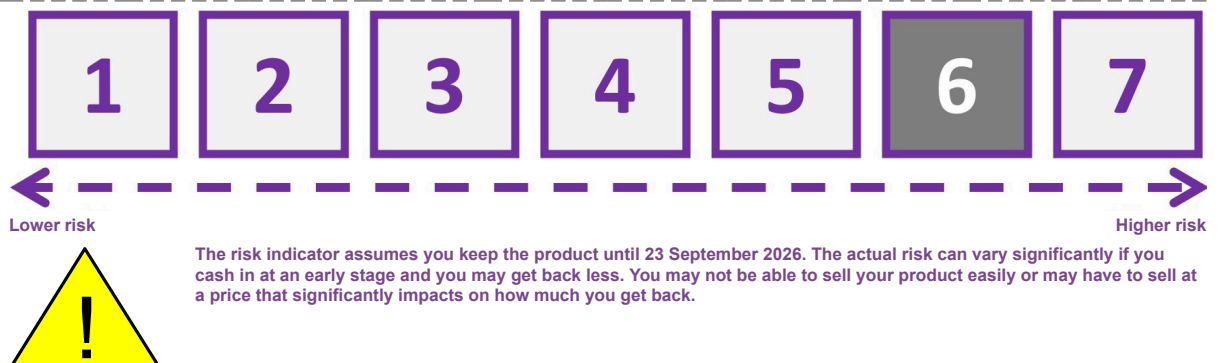 1 2 3 4 5 6 7
Lower risk Higher risk
The risk indicator assumes you keep the product until 23 September 2026. The actual risk can vary significantly if you
cash in at an early stage and you may get back less. You may not be able to sell your product easily or may have to sell at
a price that significantly impacts on how much you get back.
!